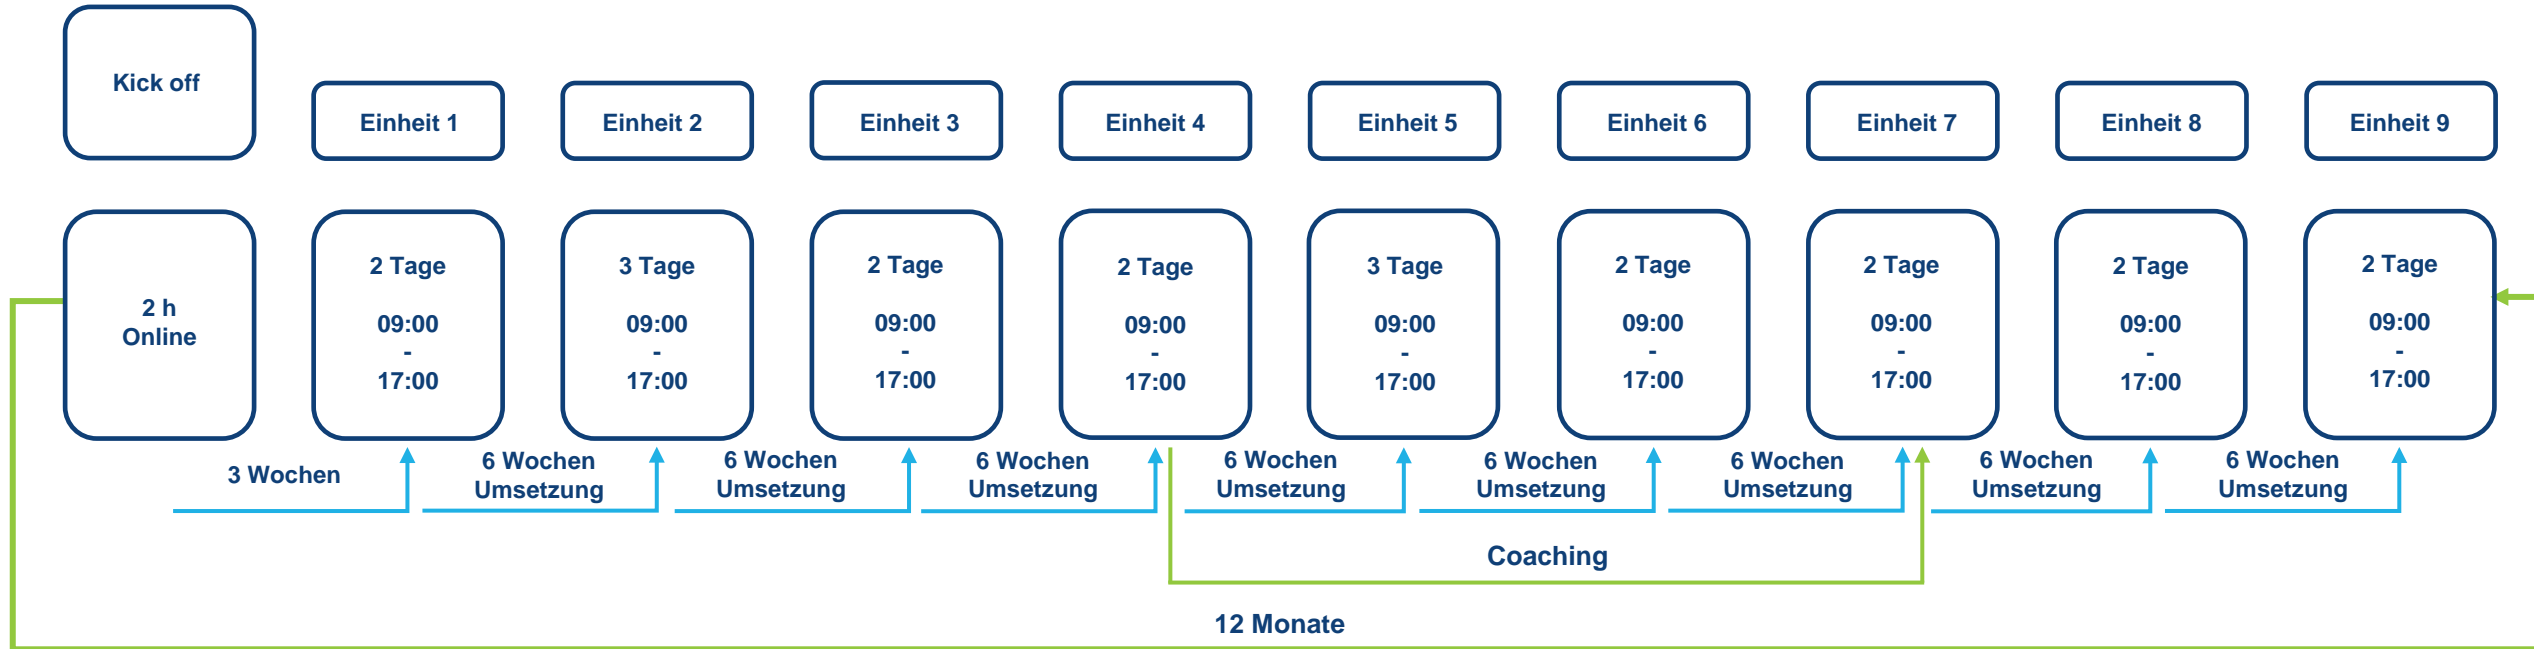 Kick off
Einheit 1
Einheit 2
Einheit 3
Einheit 4
Einheit 5
Einheit 6
Einheit 7
Einheit 8
Einheit 9
2 h
Online
2 Tage
09:00
-
17:00
3 Tage
09:00
-
17:00
2 Tage
09:00
-
17:00
2 Tage
09:00
-
17:00
3 Tage
09:00
-
17:00
2 Tage
09:00
-
17:00
2 Tage
09:00
-
17:00
2 Tage
09:00
-
17:00
2 Tage
09:00
-
17:00
3 Wochen
6 Wochen
Umsetzung
6 Wochen
Umsetzung
6 Wochen
Umsetzung
6 Wochen
Umsetzung
6 Wochen
Umsetzung
6 Wochen
Umsetzung
6 Wochen
Umsetzung
6 Wochen
Umsetzung
Coaching
12 Monate